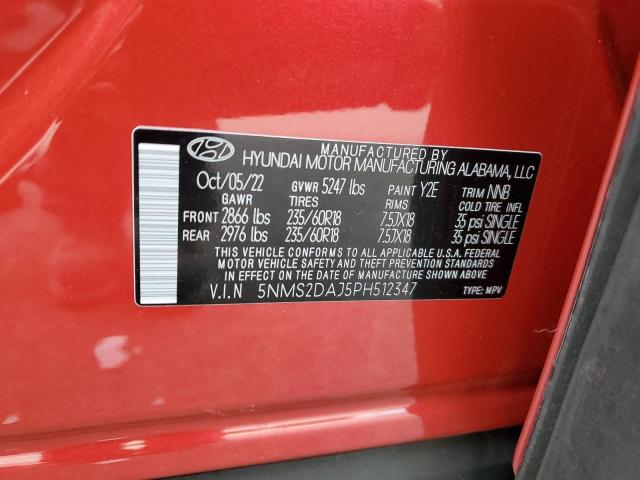 MANUFACTURED BY
HYUNDAI MOTOR MANUFACTURING ALABAMA, LLC
Oct/05/22 GVWR 5247 lbs PAINT Y2E TRIM NNB
GAWR TIRES RIMS COLD TIRE INFL
FRONT 2866 lbs 235/60R18 7.5JX18 35 psi SINGLE
REAR 2976 lbs 235/60R18 7.5JX18 35 psi SINGLE
THIS VEHICLE CONFORMS TO ALL APPLICABLE U.S.A. FEDERAL
MOTOR VEHICLE SAFETY, BUMPER, AND THEFT PREVENTION
STANDARDS IN EFFECT ON THE DATE OF MANUFACTURE SHOWN ABOVE.
V.I.N 5NMS2DAJ5PH512347 TYPE: MPV